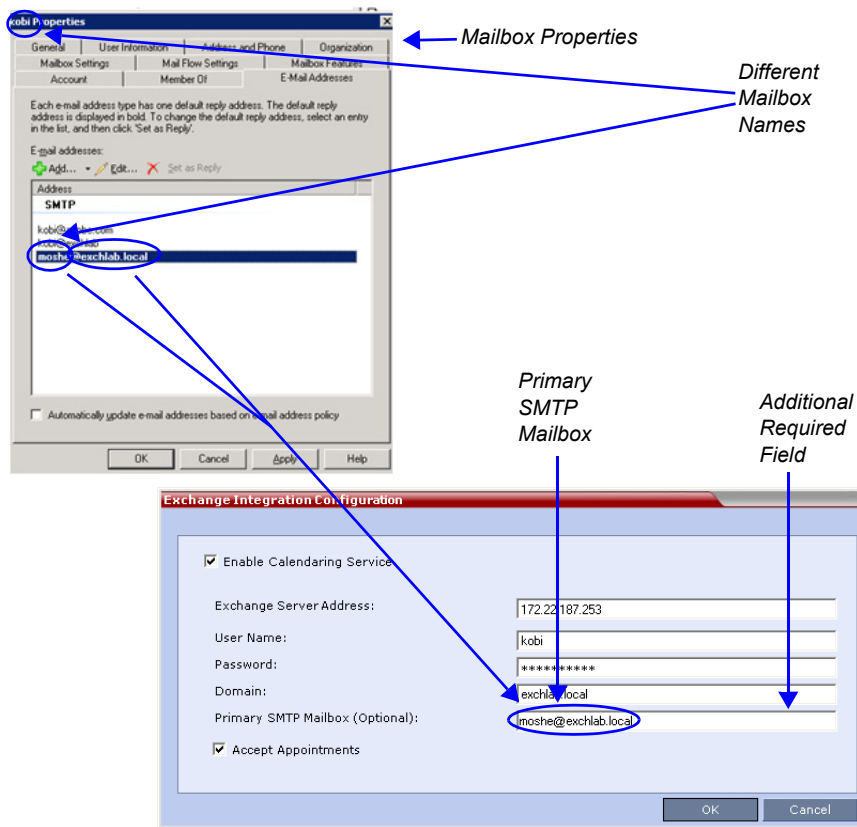 kobi Properties
Mailbox Properties
General User Information Address and Phone Organization
Mailbox Settings Mail Flow Settings Mailbox Features
Account Member Of E-Mail Addresses
Different
Mailbox
Names
Each e-mail address type has one default reply address. The default reply
address is displayed in bold. To change the default reply address, select an entry
in the list, and then click 'Set as Reply'.
E-mail addresses:
Add... Edit... Set as Reply
Address
SMTP
moshe@exchlab.local
Automatically update e-mail addresses based on e-mail address policy
OK Cancel Apply Help
Primary
SMTP
Mailbox
Additional
Required
Field
Exchange Integration Configuration
Enable Calendaring Service
Exchange Server Address: 172.22.187.253
User Name: kobi
Password: **********
Domain: exchlab.local
Primary SMTP Mailbox (Optional): moshe@exchlab.local
Accept Appointments
OK Cancel